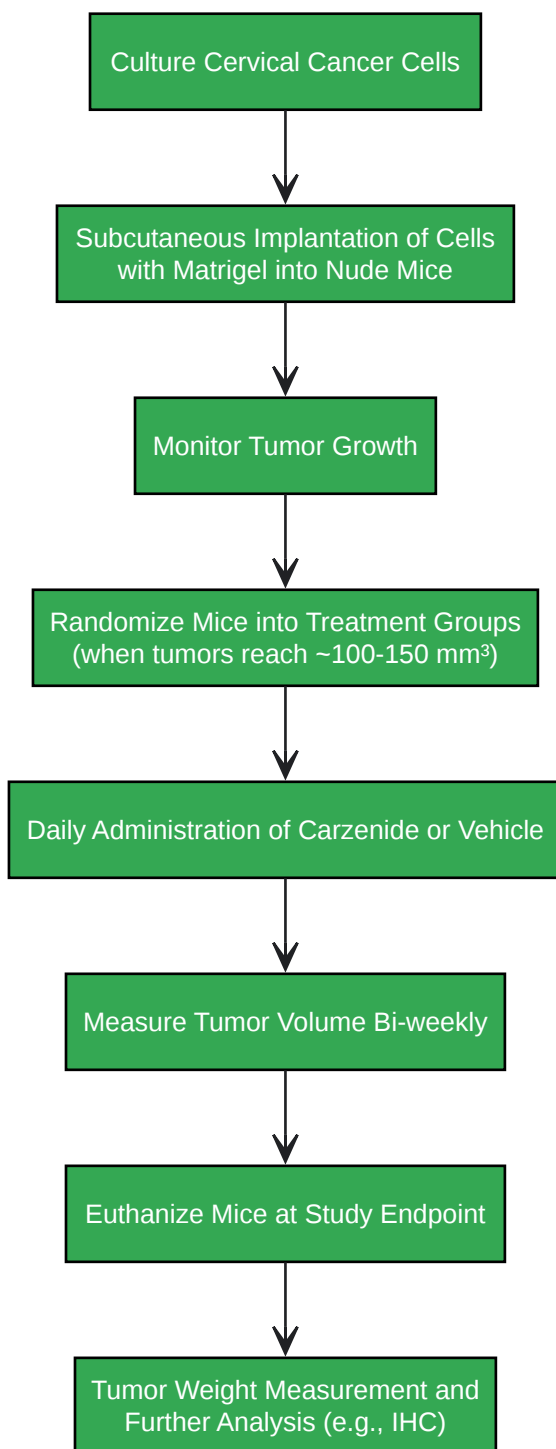 Culture Cervical Cancer Cells
Subcutaneous Implantation of Cells
with Matrigel into Nude Mice
Monitor Tumor Growth
Randomize Mice into Treatment Groups
(when tumors reach ~100-150 mm³)
Daily Administration of Carzenide or Vehicle
Measure Tumor Volume Bi-weekly
Euthanize Mice at Study Endpoint
Tumor Weight Measurement and
Further Analysis (e.g., IHC)